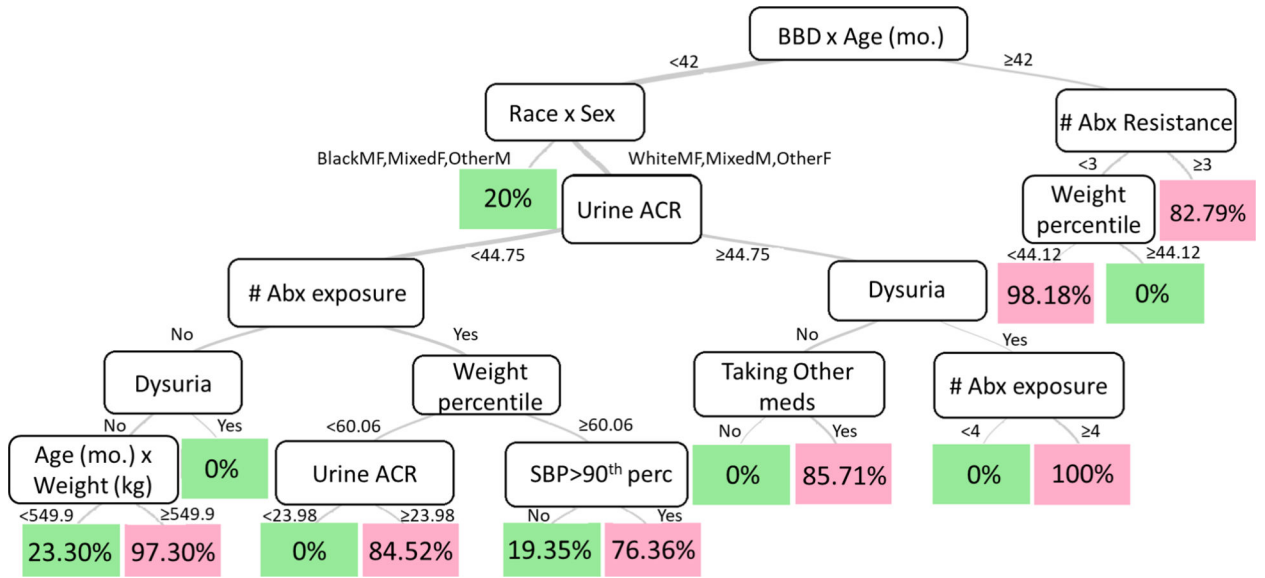 BBD x Age (mo.)
<42
≥42
Race x Sex
# Abx Resistance
BlackMF,MixedF,OtherM
WhiteMF,MixedM,OtherF
<3
≥3
20%
Urine ACR
Weight
percentile
82.79%
<44.75
≥44.75
<44.12
≥44.12
# Abx exposure
Dysuria
98.18%
0%
No
Yes
No
Yes
Dysuria
Weight
percentile
Taking Other
meds
# Abx exposure
No
Yes
<60.06
≥60.06
No
Yes
<4
≥4
Age (mo.) x
Weight (kg)
0%
Urine ACR
SBP>90th perc
0%
85.71%
0%
100%
<549.9
≥549.9
<23.98
≥23.98
No
Yes
23.30%
97.30%
0%
84.52%
19.35%
76.36%